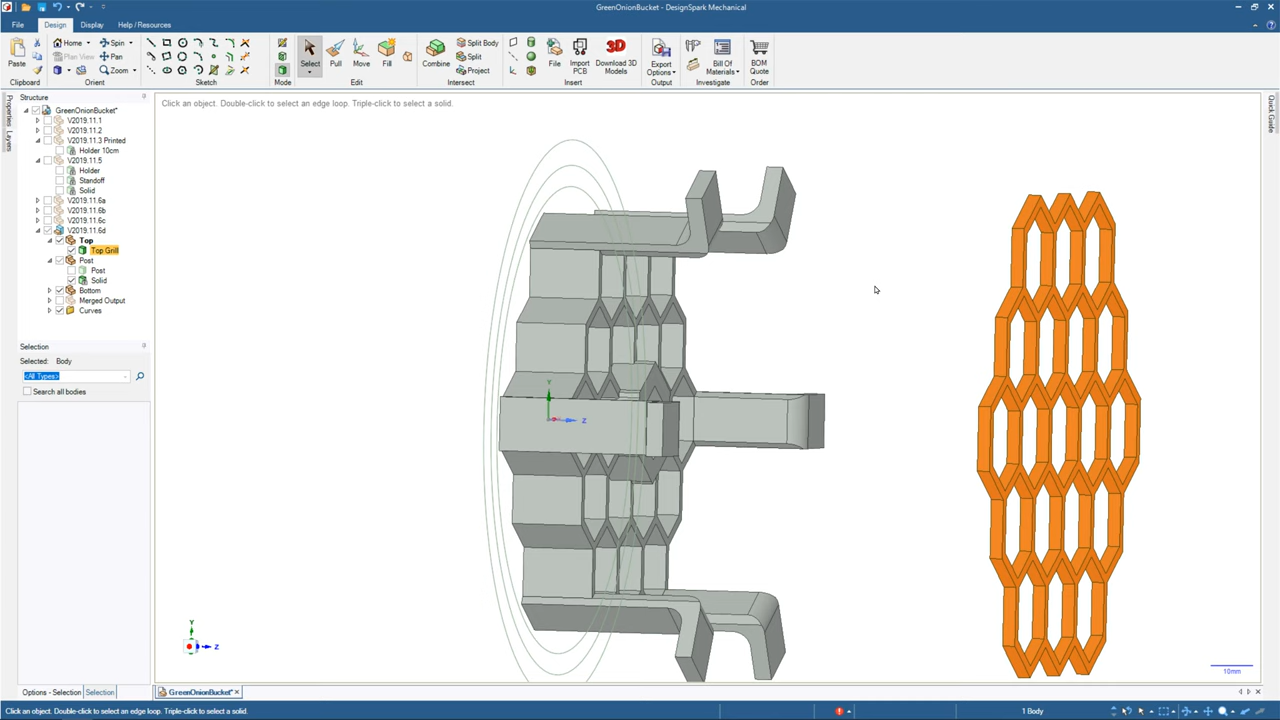 GreenOnionBucket - DesignSpark Mechanical
File Design Display Help / Resources
Paste
Home Spin
Plan View Pan
Zoom
Select Pull Move Fill
Combine
Split Body
Split
Project
File Import PCB Download 3D Models
Export Options
Bill Of Materials
BOM Quote
Clipboard Orient Sketch Mode Edit Intersect Insert Output Investigate Order
Structure
Click an object. Double-click to select an edge loop. Triple-click to select a solid.
Properties
Layers
Quick Guide
GreenOnionBucket*
V2019.11.1
V2019.11.2
V2019.11.3 Printed
Holder 10cm
V2019.11.5
Holder
Standoff
Solid
V2019.11.6a
V2019.11.6b
V2019.11.6c
V2019.11.6d
Top
Top Grill
Post
Post
Solid
Bottom
Merged Output
Curves
Selection
Selected: Body
<All Types>
Search all bodies
Y
Z
Y
Z
10mm
Options - Selection Selection
GreenOnionBucket*
Click an object. Double-click to select an edge loop. Triple-click to select a solid.
1 Body